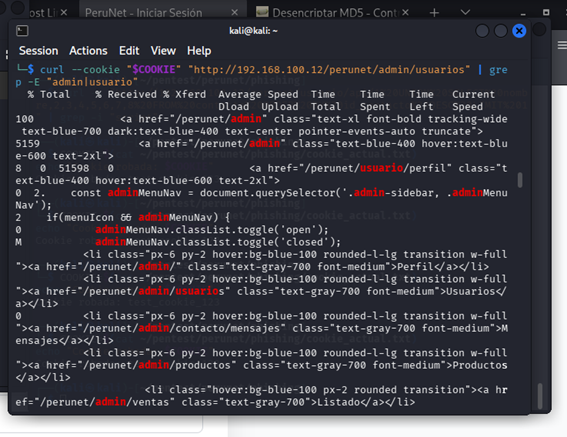 ost Li
PeruNet - Iniciar Sesión
Desencriptar MD5 - Cont
kali@kali: ~
Session Actions Edit View Help
└─$ curl --cookie "$COOKIE" "http://192.168.100.12/perunet/admin/usuarios" | gre
p -E "admin|usuario"
% Total % Received % Xferd Average Speed Time Time Time Current
Dload Upload Total Spent Left Speed
100 <a href="/perunet/admin" class="text-xl font-bold tracking-wide
text-blue-700 dark:text-blue-400 text-center pointer-events-auto truncate">
5159 <a href="/perunet/admin" class="text-blue-400 hover:text-blu
e-600 text-2xl">
8 0 51598 0 <a href="/perunet/usuario/perfil" class="t
ext-blue-400 hover:text-blue-600 text-2xl">
0 2. const adminMenuNav = document.querySelector('.admin-sidebar, .adminMenu
Nav');
2 if(menuIcon && adminMenuNav) {
0 adminMenuNav.classList.toggle('open');
M adminMenuNav.classList.toggle('closed');
<li class="px-6 py-2 hover:bg-blue-100 rounded-l-lg transition w-full
"><a href="/perunet/admin/" class="text-gray-700 font-medium">Perfil</a></li>
<li class="px-6 py-2 hover:bg-blue-100 rounded-l-lg transition w-full
"><a href="/perunet/admin/usuarios" class="text-gray-700 font-medium">Usuarios</
a></li>
0 <li class="px-6 py-2 hover:bg-blue-100 rounded-l-lg transition w-full
"><a href="/perunet/admin/contacto/mensajes" class="text-gray-700 font-medium">M
ensajes</a></li>
<li class="px-6 py-2 hover:bg-blue-100 rounded-l-lg transition w-full
"><a href="/perunet/admin/productos" class="text-gray-700 font-medium">Productos
</a></li>
<li class="hover:bg-blue-100 px-2 rounded transition"><a hr
ef="/perunet/admin/ventas" class="text-gray-700">Listado</a></li>